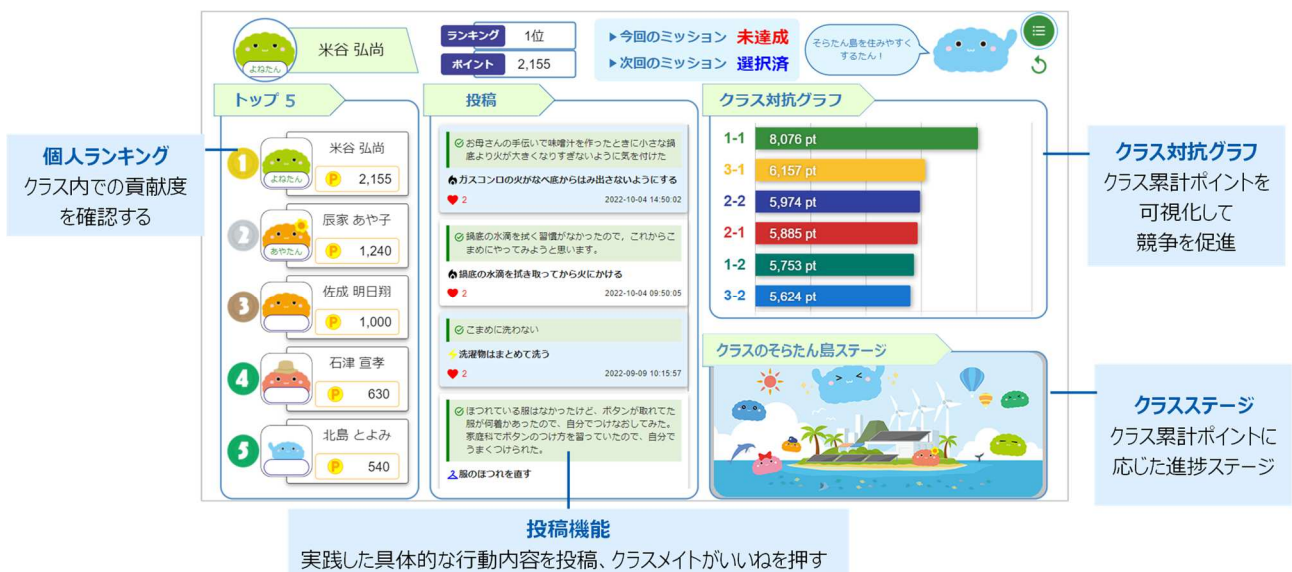 米谷 弘尚
よねたん
ランキング 1位
ポイント 2,155
▶今回のミッション 未達成
▶次回のミッション 選択済
そらたん島を住みやすく
するたん！
トップ 5
1
米谷 弘尚
よねたん
P 2,155
2
辰家 あや子
あやたん
P 1,240
3
佐成 明日翔
P 1,000
4
石津 宣孝
P 630
5
北島 とよみ
P 540
投稿
お母さんの手伝いで味噌汁を作ったときに小さな鍋
底より火が大きくなりすぎないように気を付けた
ガスコンロの火がなべ底からはみ出さないようにする
2 2022-10-04 14:50:02
鍋底の水滴を拭く習慣がなかったので，これからこ
まめにやってみようと思います。
鍋底の水滴を拭き取ってから火にかける
2 2022-10-04 09:50:05
こまめに洗わない
洗濯物はまとめて洗う
2 2022-09-09 10:15:57
ほつれている服はなかったけど、ボタンが取れてた
服が何着かあったので、自分でつけなおしてみた。
家庭科でボタンのつけ方を習っていたので、自分で
うまくつけられた。
服のほつれを直す
クラス対抗グラフ
1-1 8,076 pt
3-1 6,157 pt
2-2 5,974 pt
2-1 5,885 pt
1-2 5,753 pt
3-2 5,624 pt
クラスのそらたん島ステージ
個人ランキング
クラス内での貢献度
を確認する
クラス対抗グラフ
クラス累計ポイントを
可視化して
競争を促進
クラスステージ
クラス累計ポイントに
応じた進捗ステージ
投稿機能
実践した具体的な行動内容を投稿、クラスメイトがいいねを押す